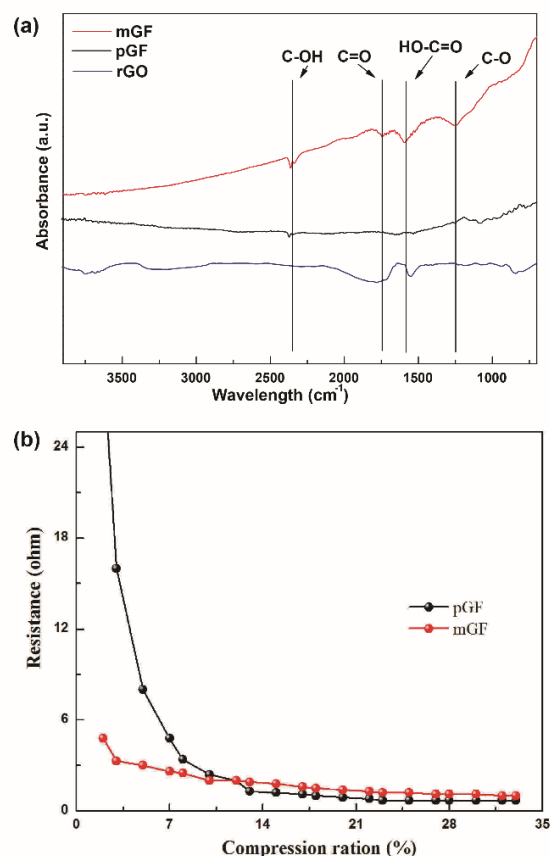 (a)
mGF
pGF
rGO
C-OH
C=O
HO-C=O
C-O
Absorbance (a.u.)
3500 3000 2500 2000 1500 1000
Wavelength (cm⁻¹)
(b)
24
18
12
6
0
Resistance (ohm)
pGF
mGF
0 7 14 21 28 35
Compression ration (%)